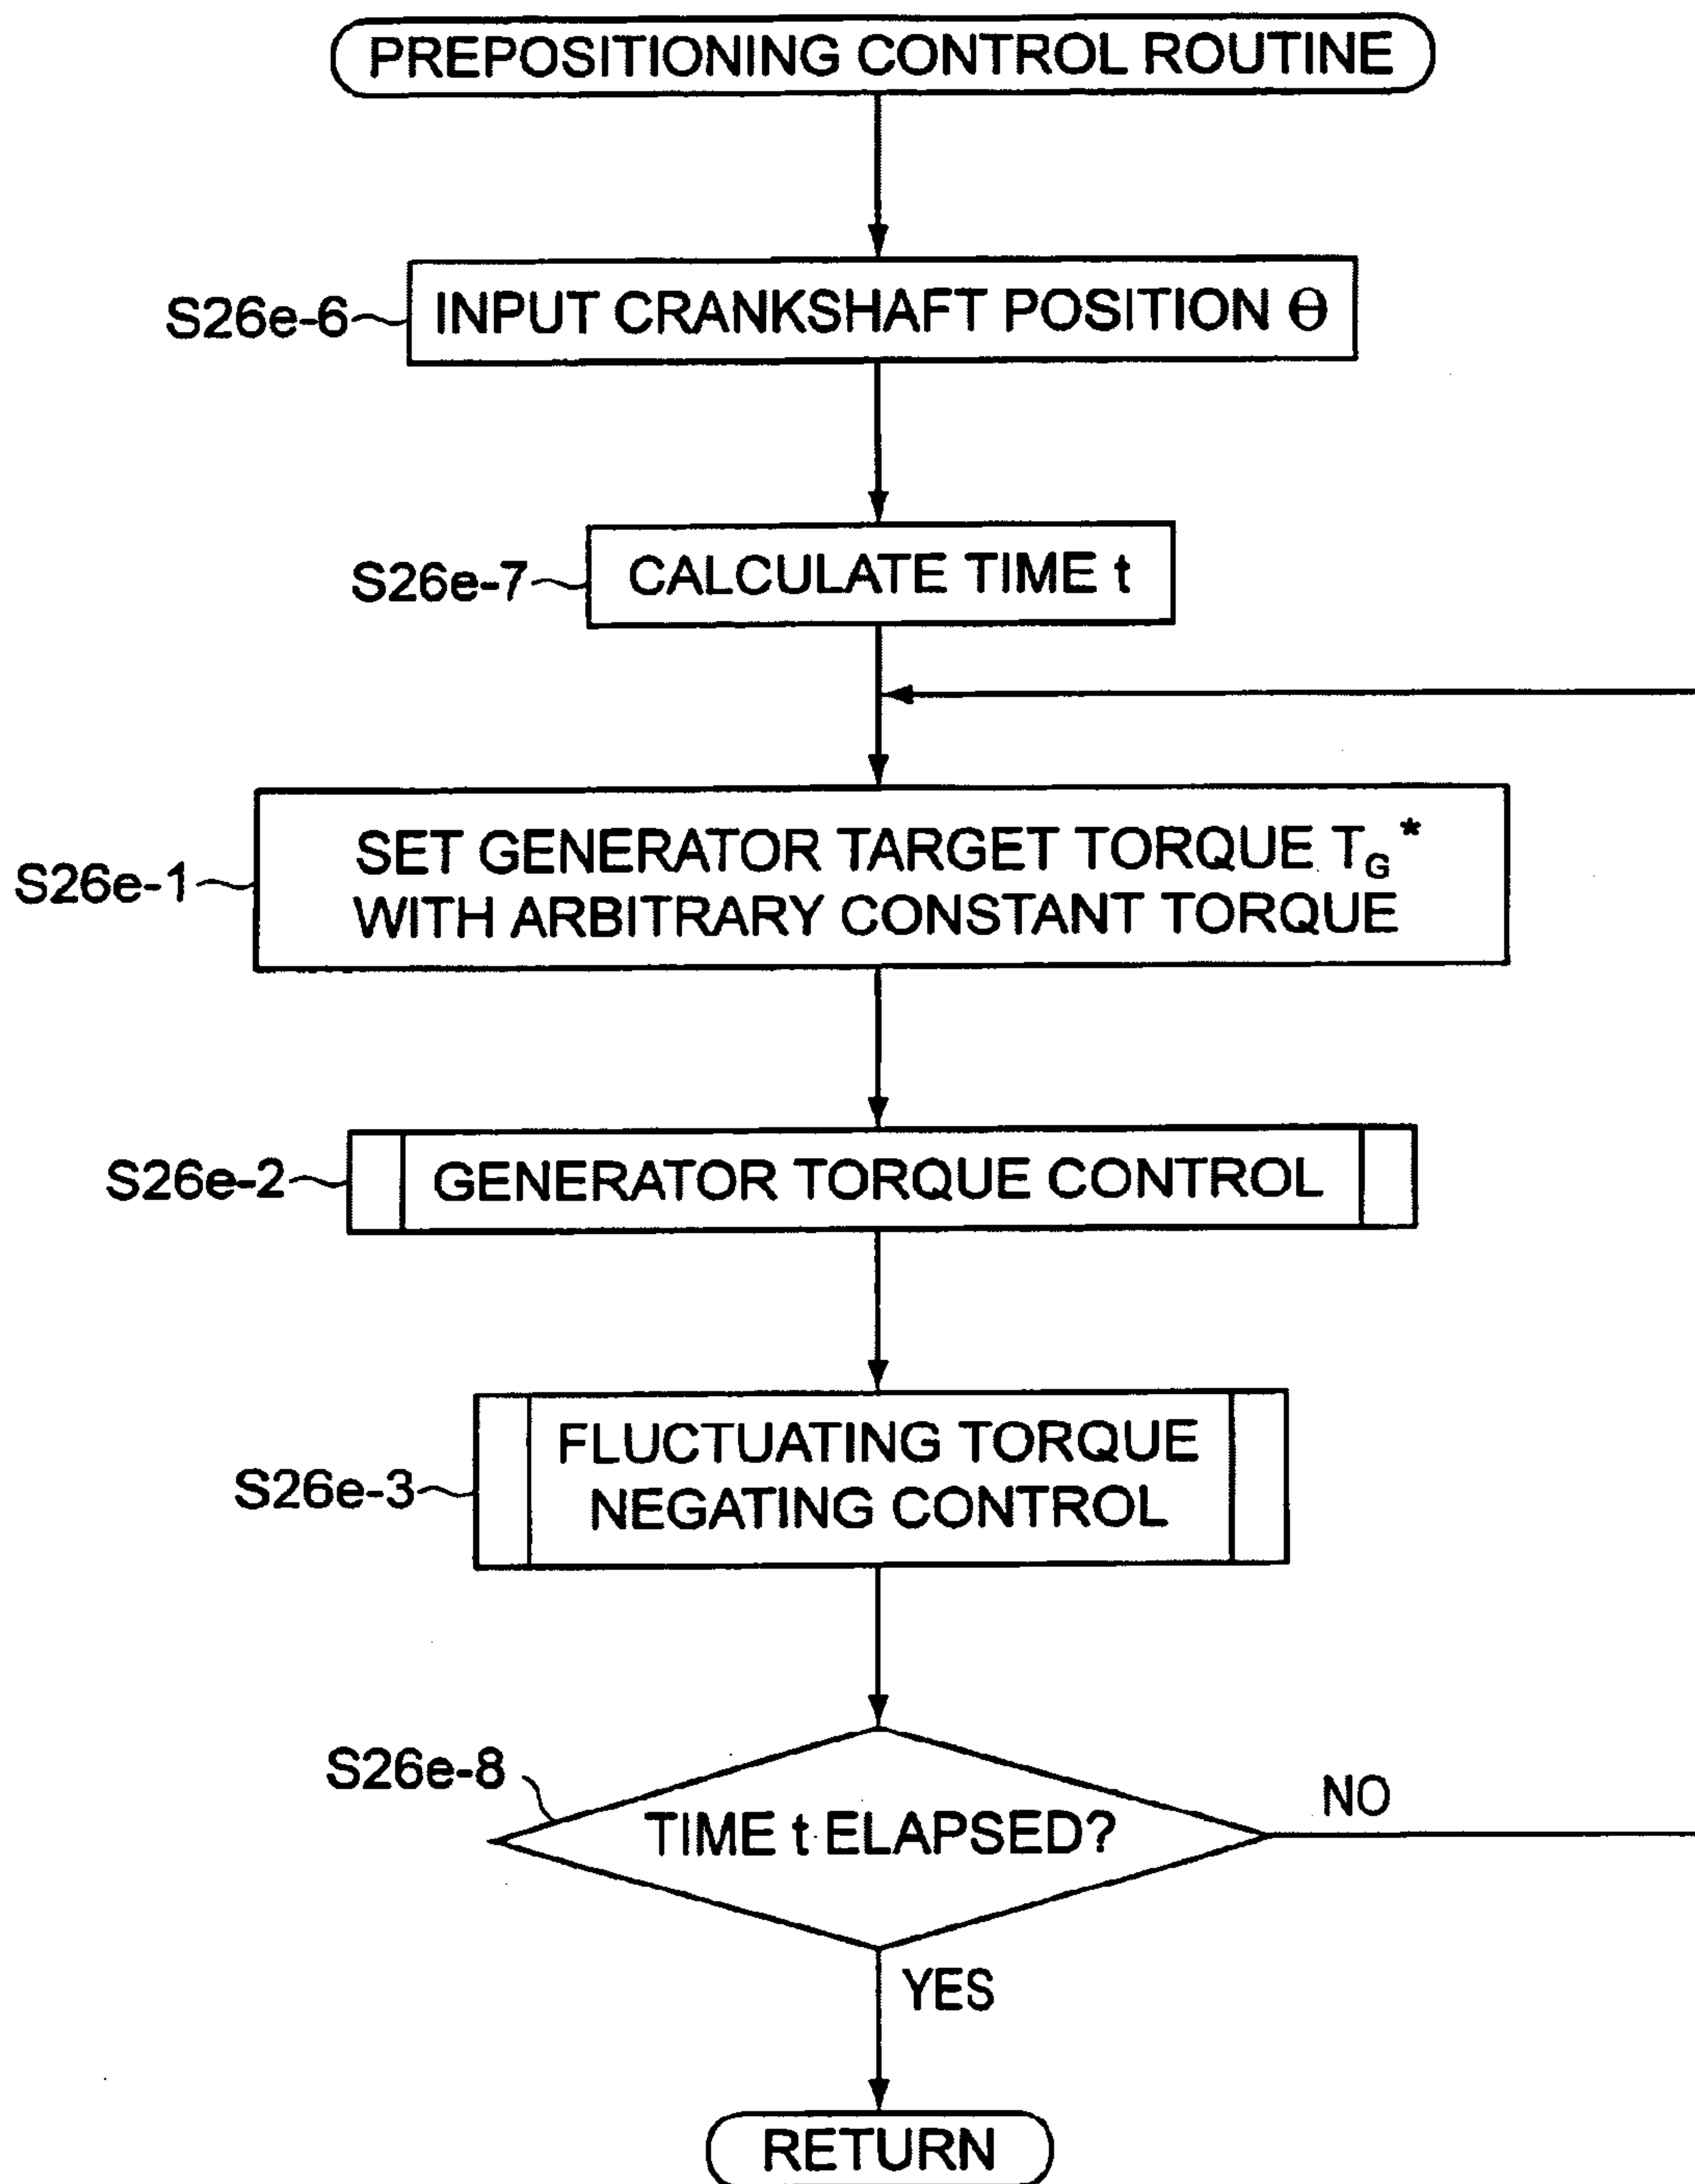 PREPOSITIONING CONTROL ROUTINE
S26e-6
INPUT CRANKSHAFT POSITION Θ
S26e-7
CALCULATE TIME t
S26e-1
SET GENERATOR TARGET TORQUE T_G*
WITH ARBITRARY CONSTANT TORQUE
S26e-2
GENERATOR TORQUE CONTROL
S26e-3
FLUCTUATING TORQUE
NEGATING CONTROL
S26e-8
TIME t ELAPSED?
NO
YES
RETURN